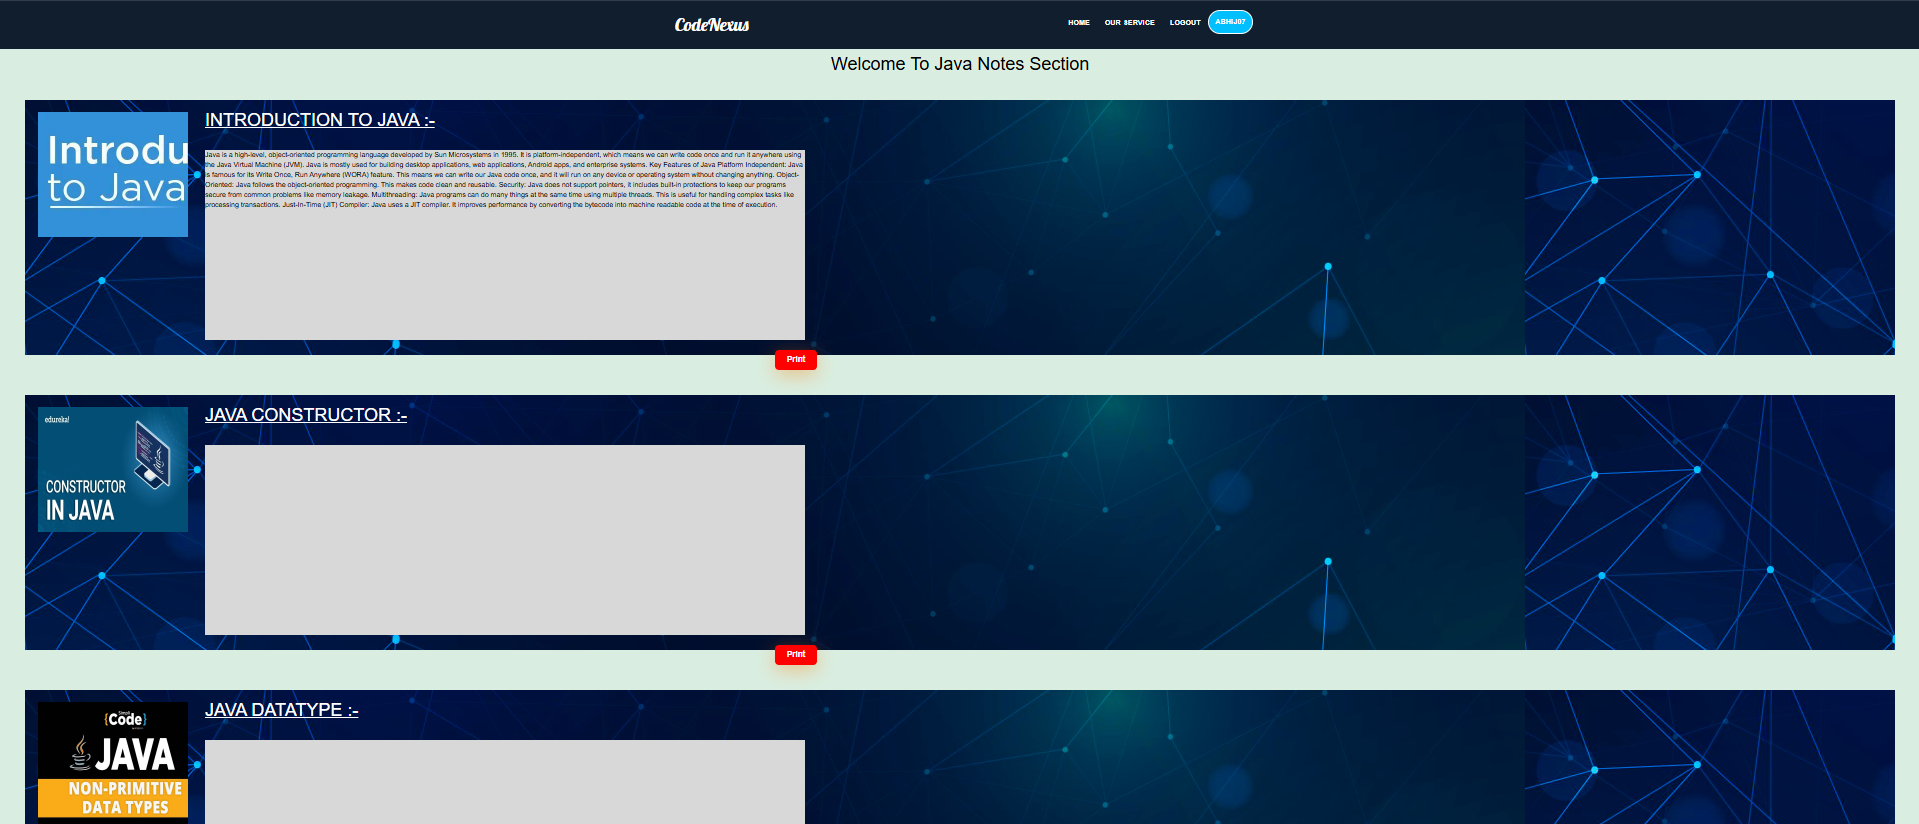 CodeNexus
HOME OUR SERVICE LOGOUT ABHIJ07
Welcome To Java Notes Section
Introdu
to Java
INTRODUCTION TO JAVA :-
Java is a high-level, object-oriented programming language developed by Sun Microsystems in 1995. It is platform-independent, which means we can write code once and run it anywhere using
the Java Virtual Machine (JVM). Java is mostly used for building desktop applications, web applications, Android apps, and enterprise systems. Key Features of Java Platform Independent: Java
is famous for its Write Once, Run Anywhere (WORA) feature. This means we can write our Java code once, and it will run on any device or operating system without changing anything. Object-
Oriented: Java follows the object-oriented programming. This makes code clean and reusable. Security: Java does not support pointers, it includes built-in protections to keep our programs
secure from common problems like memory leakage. Multithreading: Java programs can do many things at the same time using multiple threads. This is useful for handling complex tasks like
processing transactions. Just-In-Time (JIT) Compiler: Java uses a JIT compiler. It improves performance by converting the bytecode into machine readable code at the time of execution.
Print
edureka!
CONSTRUCTOR
IN JAVA
JAVA CONSTRUCTOR :-
Print
{Code}
JAVA
NON-PRIMITIVE
DATA TYPES
JAVA DATATYPE :-